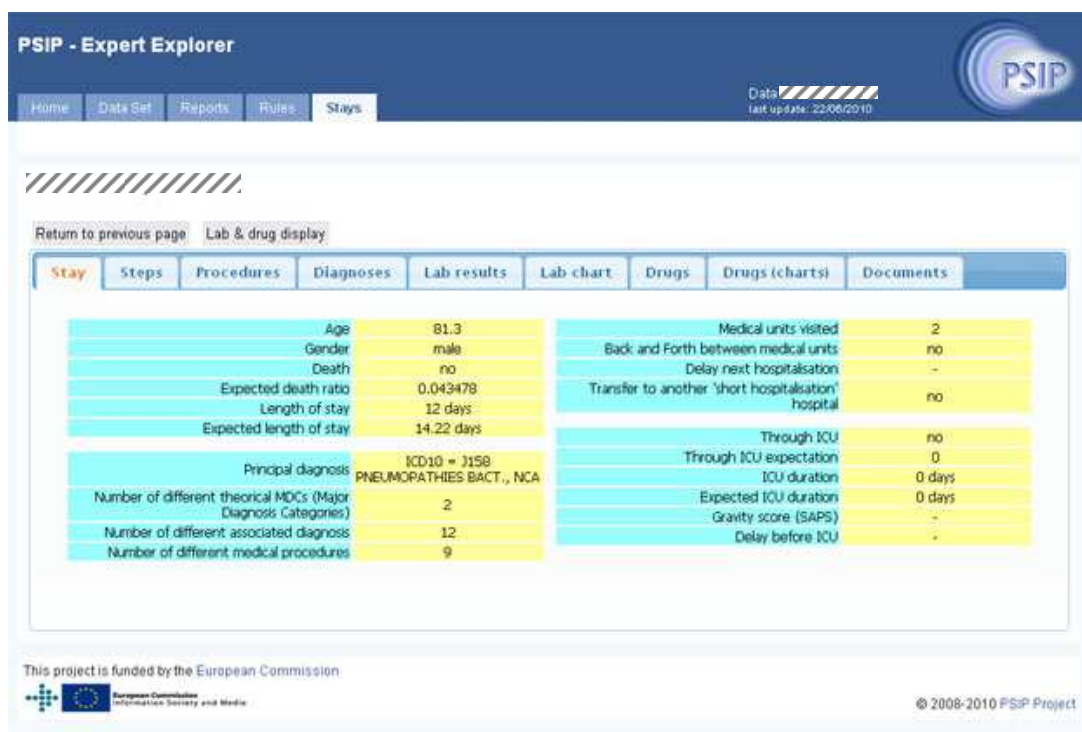 PSIP - Expert Explorer
PSIP
Home Data Set Reports Rules Stays
Data
last update: 22/06/2010
Return to previous page Lab & drug display
Stay Steps Procedures Diagnoses Lab results Lab chart Drugs Drugs (charts) Documents
Age 81.3
Gender male
Death no
Expected death ratio 0.043478
Length of stay 12 days
Expected length of stay 14.22 days
Principal diagnosis ICD10 = J158
PNEUMOPATHIES BACT., NCA
Number of different theorical MDCs (Major
Diagnosis Categories) 2
Number of different associated diagnosis 12
Number of different medical procedures 9
Medical units visited 2
Back and Forth between medical units no
Delay next hospitalisation -
Transfer to another 'short hospitalisation'
hospital no
Through ICU no
Through ICU expectation 0
ICU duration 0 days
Expected ICU duration 0 days
Gravity score (SAPS) -
Delay before ICU -
This project is funded by the European Commission
European Commission
Information Society and Media
© 2008-2010 PSIP Project